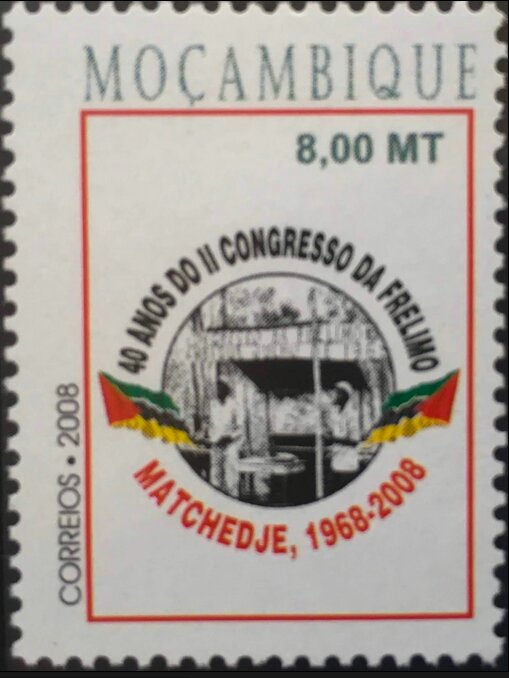 MOÇAMBIQUE
8,00 MT
40 ANOS DO II CONGRESSO DA FRELIMO
MATCHEDJE, 1968-2008
CORREIOS • 2008